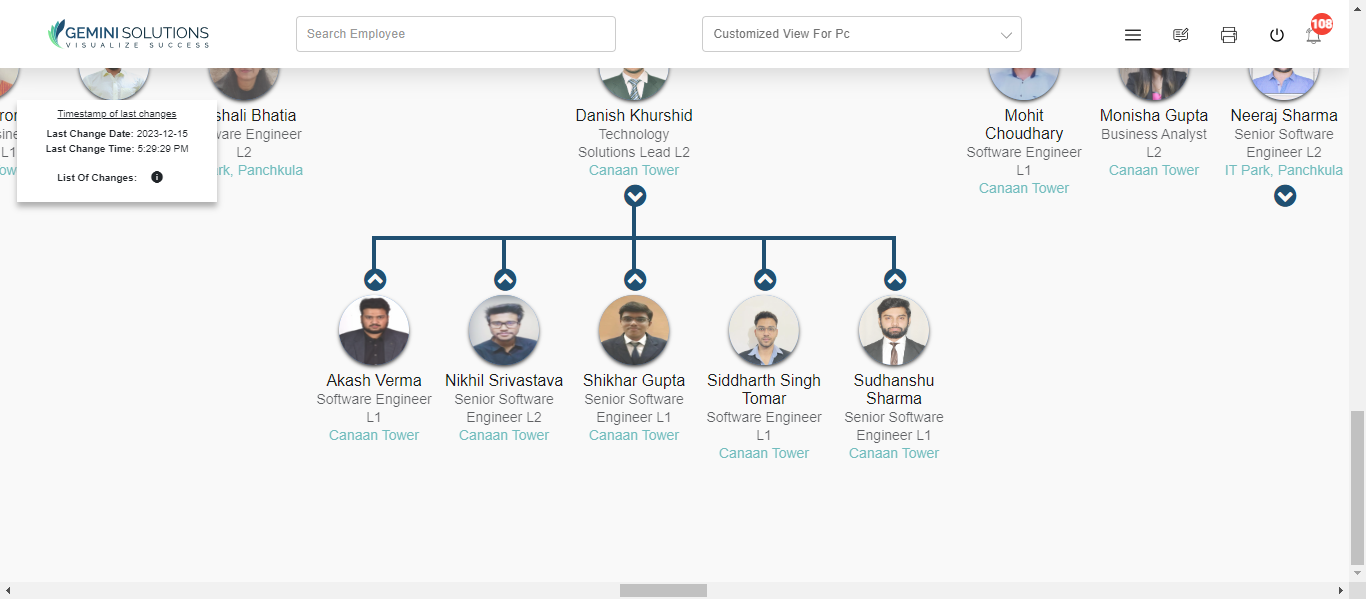 GEMINI SOLUTIONS
VISUALIZE SUCCESS
Search Employee
Customized View For Pc
108
Timestamp of last changes
Last Change Date: 2023-12-15
Last Change Time: 5:29:29 PM
List Of Changes:
shali Bhatia
ware Engineer
L2
rk, Panchkula
Danish Khurshid
Technology
Solutions Lead L2
Canaan Tower
Mohit
Choudhary
Software Engineer
L1
Canaan Tower
Monisha Gupta
Business Analyst
L2
Canaan Tower
Neeraj Sharma
Senior Software
Engineer L2
IT Park, Panchkula
Akash Verma
Software Engineer
L1
Canaan Tower
Nikhil Srivastava
Senior Software
Engineer L2
Canaan Tower
Shikhar Gupta
Senior Software
Engineer L1
Canaan Tower
Siddharth Singh
Tomar
Software Engineer
L1
Canaan Tower
Sudhanshu
Sharma
Senior Software
Engineer L1
Canaan Tower